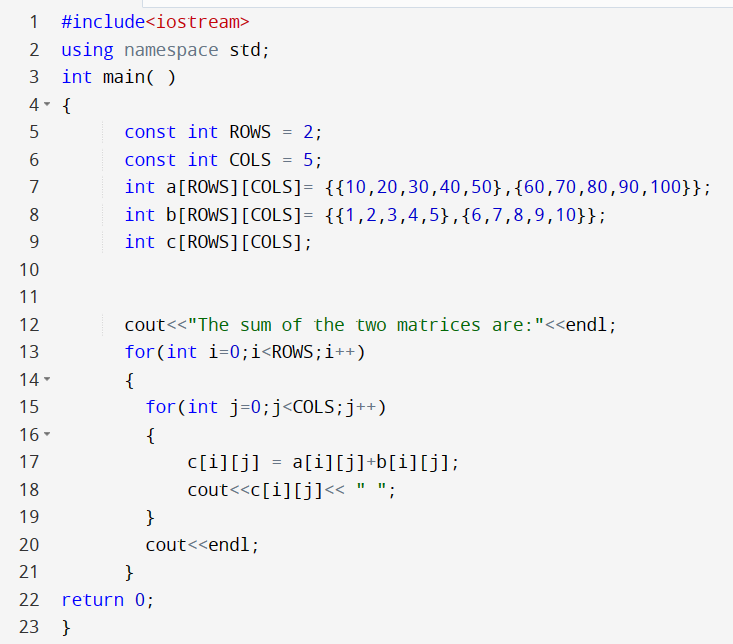 1 #include<iostream>
2 using namespace std;
3 int main( )
4 {
5 const int ROWS = 2;
6 const int COLS = 5;
7 int a[ROWS][COLS]= {{10,20,30,40,50},{60,70,80,90,100}};
8 int b[ROWS][COLS]= {{1,2,3,4,5},{6,7,8,9,10}};
9 int c[ROWS][COLS];
10
11
12 cout<<"The sum of the two matrices are:"<<endl;
13 for(int i=0;i<ROWS;i++)
14 {
15 for(int j=0;j<COLS;j++)
16 {
17 c[i][j] = a[i][j]+b[i][j];
18 cout<<c[i][j]<< " ";
19 }
20 cout<<endl;
21 }
22 return 0;
23 }